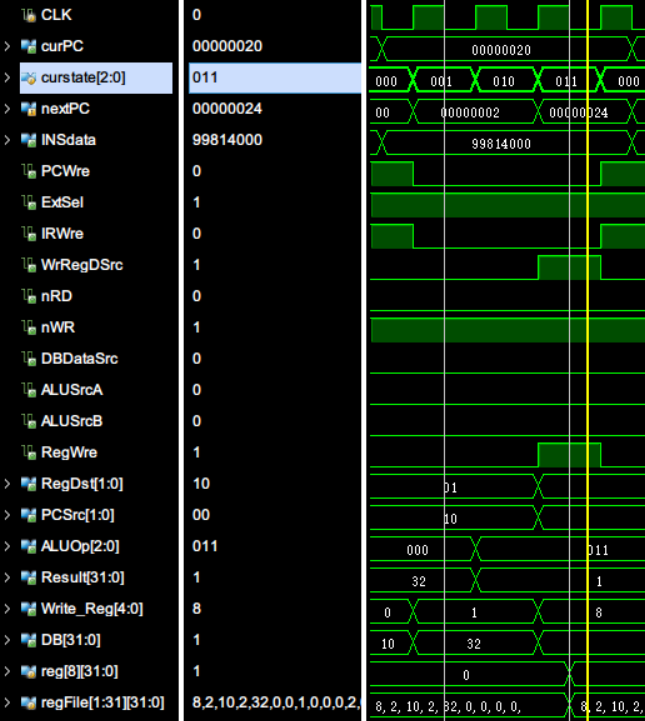 CLK 0
curPC 00000020 00000020
curstate[2:0] 011 000 001 010 011 000
nextPC 00000024 00 00000002 00000024
INSdata 99814000 99814000
PCWre 0
ExtSel 1
IRWre 0
WrRegDSrc 1
nRD 0
nWR 1
DBDataSrc 0
ALUSrcA 0
ALUSrcB 0
RegWre 1
RegDst[1:0] 10 01
PCSrc[1:0] 00 10
ALUOp[2:0] 011 000 011
Result[31:0] 1 32 1
Write_Reg[4:0] 8 0 1 8
DB[31:0] 1 10 32
reg[8][31:0] 1 0
regFile[1:31][31:0] 8,2,10,2,32,0,0,1,0,0,0,2, 8, 2, 10, 2, 32, 0, 0, 0, 0, 8, 2, 10, 2,